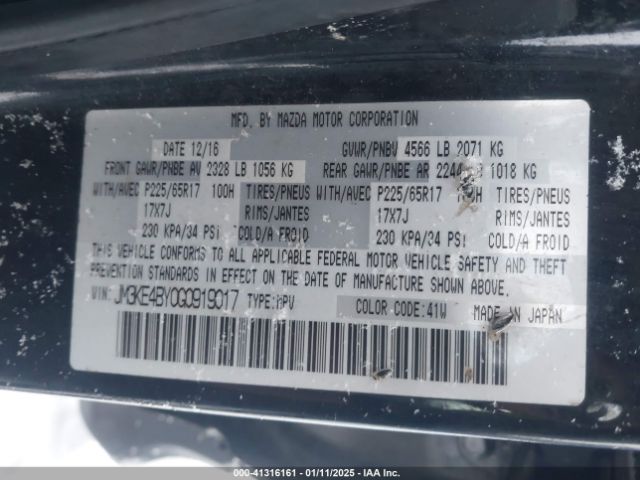 MFD. BY MAZDA MOTOR CORPORATION
DATE 12/16 GVWR/PNBV 4566 LB 2071 KG
FRONT GAWR/PNBE AV 2328 LB 1056 KG REAR GAWR/PNBE AR 2244 LB 1018 KG
WITH/AVEC P225/65R17 100H TIRES/PNEUS WITH/AVEC P225/65R17 100H TIRES/PNEUS
17X7J RIMS/JANTES 17X7J RIMS/JANTES
230 KPA/34 PSI COLD/A FROID 230 KPA/34 PSI COLD/A FROID
THIS VEHICLE CONFORMS TO ALL APPLICABLE FEDERAL MOTOR VEHICLE SAFETY AND THEFT
PREVENTION STANDARDS IN EFFECT ON THE DATE OF MANUFACTURE SHOWN ABOVE.
VIN: JM3KE4BY0G0919017 TYPE:MPV COLOR CODE:41W MADE IN JAPAN
000-41316161 - 01/11/2025 - IAA Inc.